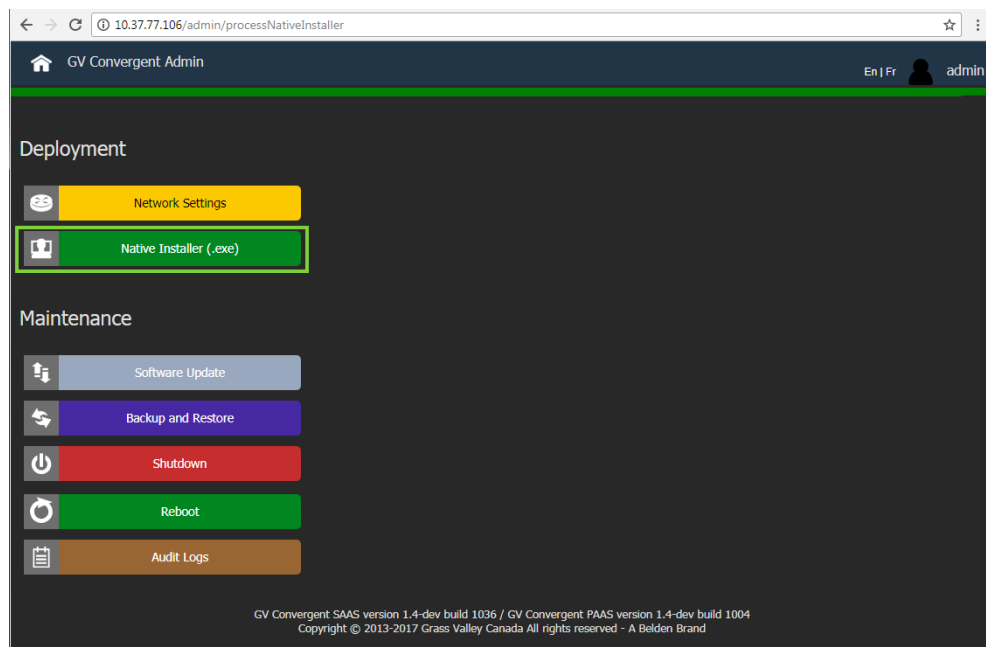 10.37.77.106/admin/processNativeInstaller
GV Convergent Admin
En | Fr
admin
Deployment
Network Settings
Native Installer (.exe)
Maintenance
Software Update
Backup and Restore
Shutdown
Reboot
Audit Logs
GV Convergent SAAS version 1.4-dev build 1036 / GV Convergent PAAS version 1.4-dev build 1004
Copyright © 2013-2017 Grass Valley Canada All rights reserved - A Belden Brand